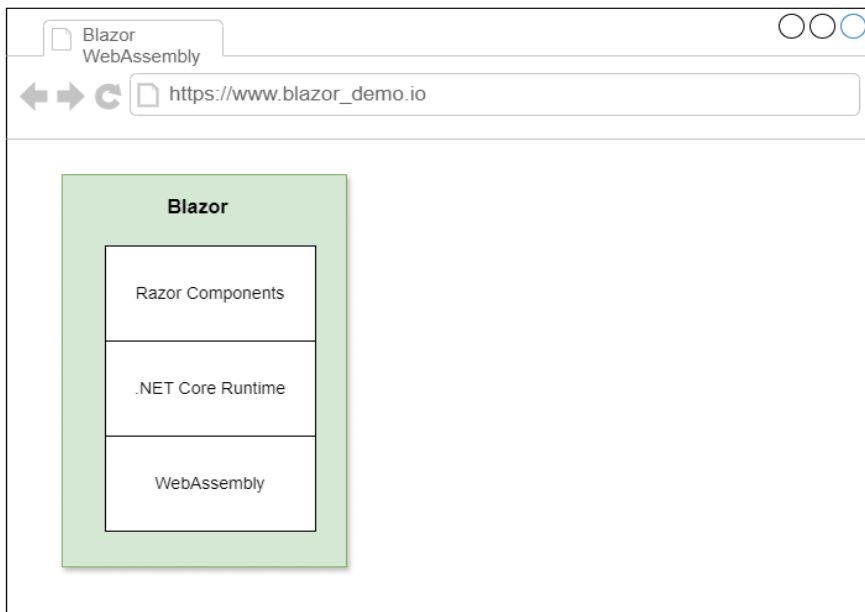 Blazor
WebAssembly
https://www.blazor_demo.io
Blazor
Razor Components
.NET Core Runtime
WebAssembly